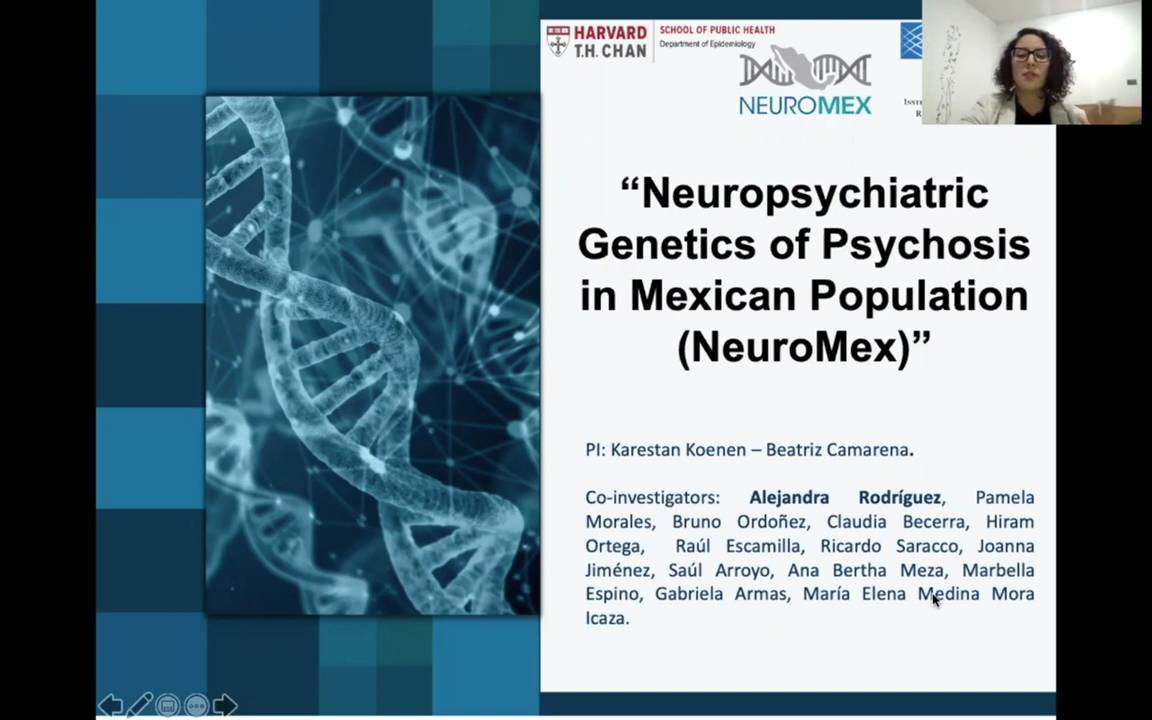 HARVARD
T.H. CHAN
SCHOOL OF PUBLIC HEALTH
Department of Epidemiology
NEUROMEX
“Neuropsychiatric
Genetics of Psychosis
in Mexican Population
(NeuroMex)”
PI: Karestan Koenen – Beatriz Camarena.
Co-investigators: Alejandra Rodríguez, Pamela
Morales, Bruno Ordoñez, Claudia Becerra, Hiram
Ortega, Raúl Escamilla, Ricardo Saracco, Joanna
Jiménez, Saúl Arroyo, Ana Bertha Meza, Marbella
Espino, Gabriela Armas, María Elena Medina Mora
Icaza.